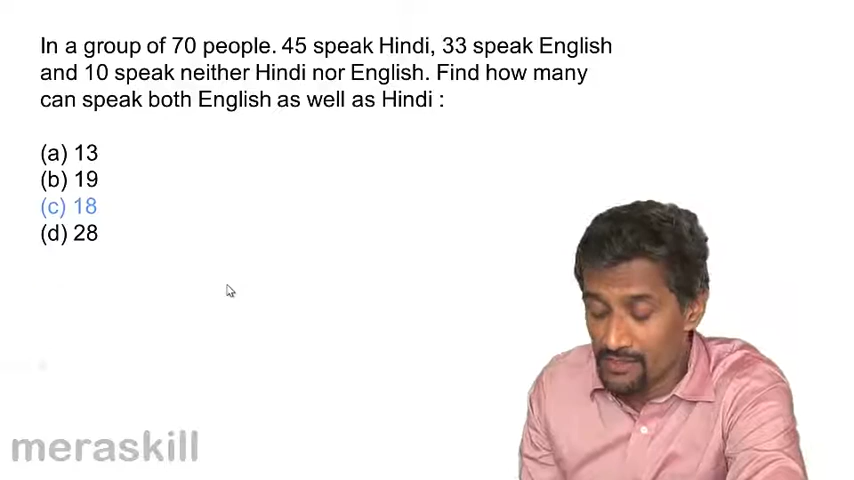 In a group of 70 people. 45 speak Hindi, 33 speak English
and 10 speak neither Hindi nor English. Find how many
can speak both English as well as Hindi :
(a) 13
(b) 19
(c) 18
(d) 28
meraskill